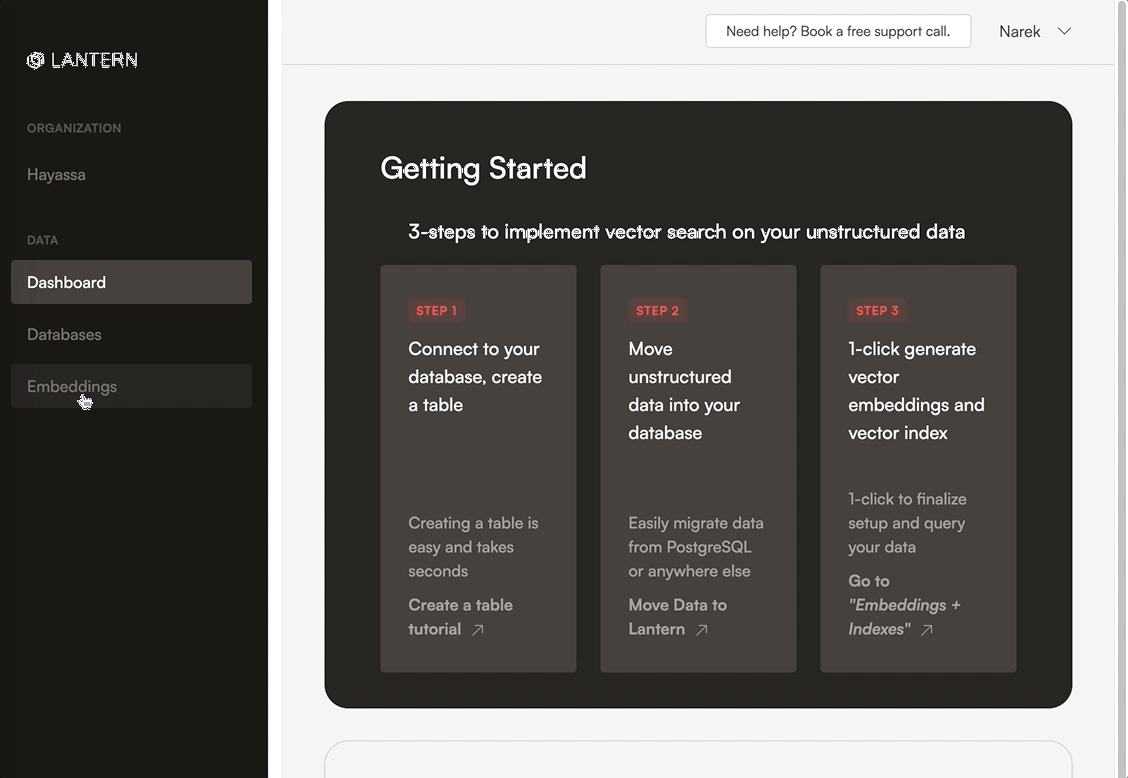 LANTERN
ORGANIZATION
Hayassa
DATA
Dashboard
Databases
Embeddings
Need help? Book a free support call.
Narek
Getting Started
3-steps to implement vector search on your unstructured data
STEP 1
Connect to your
database, create
a table
Creating a table is
easy and takes
seconds
Create a table
tutorial
STEP 2
Move
unstructured
data into your
database
Easily migrate data
from PostgreSQL
or anywhere else
Move Data to
Lantern
STEP 3
1-click generate
vector
embeddings and
vector index
1-click to finalize
setup and query
your data
Go to
"Embeddings +
Indexes"